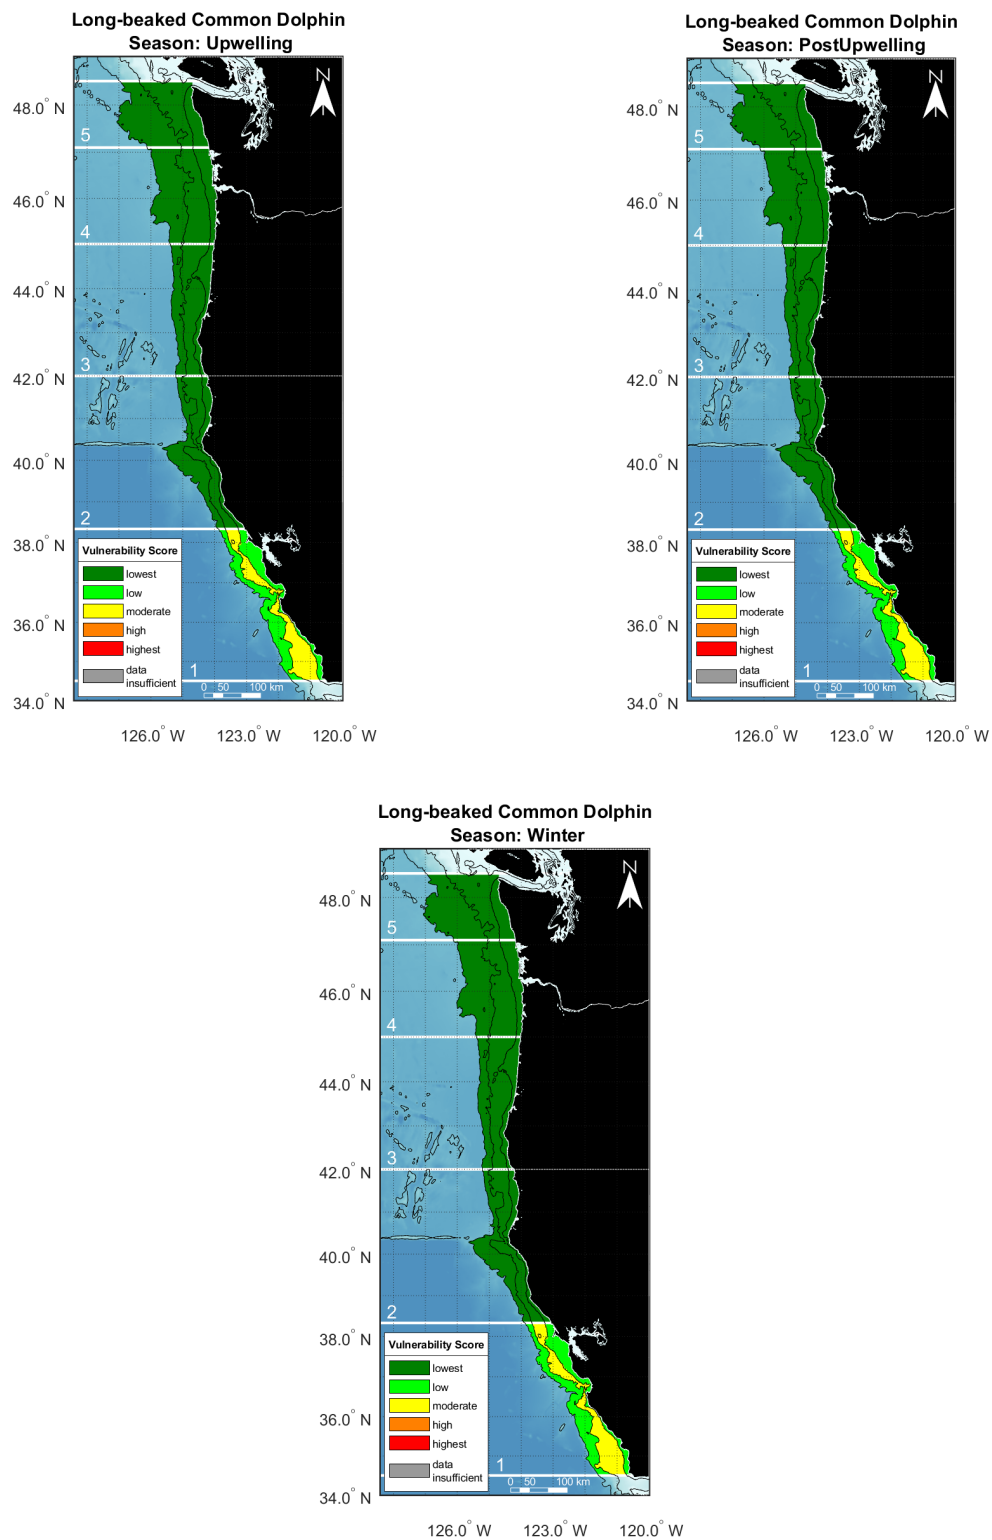 Long-beaked Common Dolphin
Season: Upwelling
N
48.0° N
5
46.0° N
4
44.0° N
3
42.0° N
40.0° N
2
38.0° N
Vulnerability Score
lowest
low
moderate
high
highest
data
insufficient
36.0° N
1
0 50 100 km
34.0° N
126.0° W 123.0° W 120.0° W
Long-beaked Common Dolphin
Season: PostUpwelling
N
48.0° N
5
46.0° N
4
44.0° N
3
42.0° N
40.0° N
2
38.0° N
Vulnerability Score
lowest
low
moderate
high
highest
data
insufficient
36.0° N
1
0 50 100 km
34.0° N
126.0° W 123.0° W 120.0° W
Long-beaked Common Dolphin
Season: Winter
N
48.0° N
5
46.0° N
4
44.0° N
3
42.0° N
40.0° N
2
38.0° N
Vulnerability Score
lowest
low
moderate
high
highest
data
insufficient
36.0° N
1
0 50 100 km
34.0° N
126.0° W 123.0° W 120.0° W